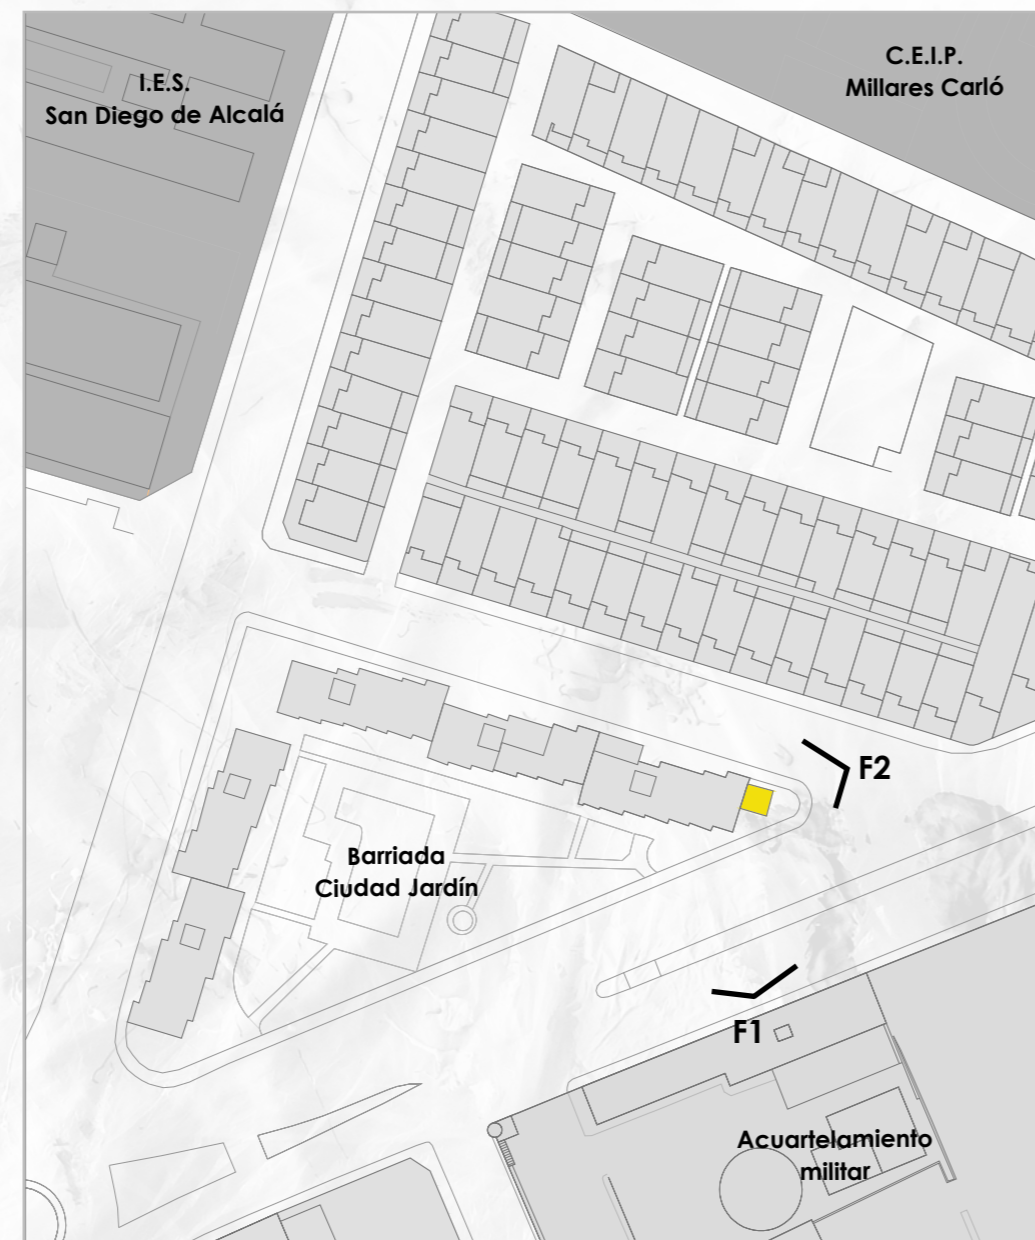 I.E.S.
San Diego de Alcalá
C.E.I.P.
Millares Carló
F2
Barriada
Ciudad Jardín
F1
Acuartelamiento
militar